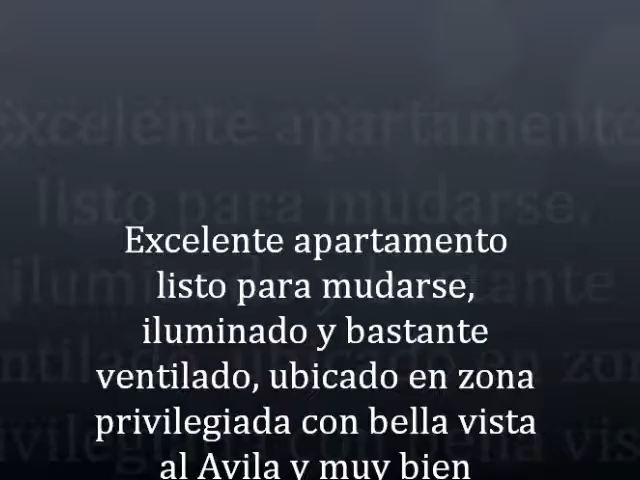 Excelente apartamento
listo para mudarse,
iluminado y bastante
ventilado, ubicado en zona
privilegiada con bella vista
al Avila y muy bien